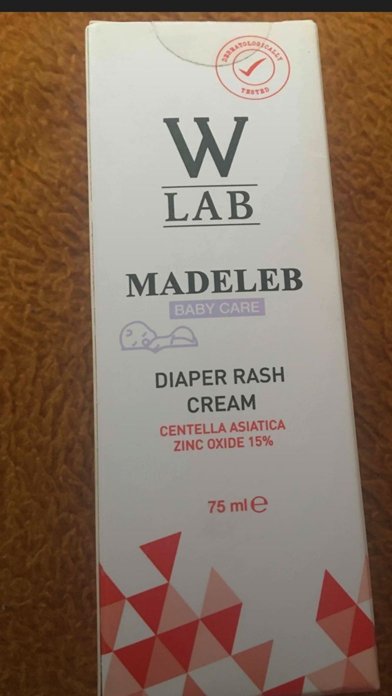 DERMATOLOGICALLY
TESTED
W
LAB
MADELEB
BABY CARE
DIAPER RASH
CREAM
CENTELLA ASIATICA
ZINC OXIDE 15%
75 ml ℮